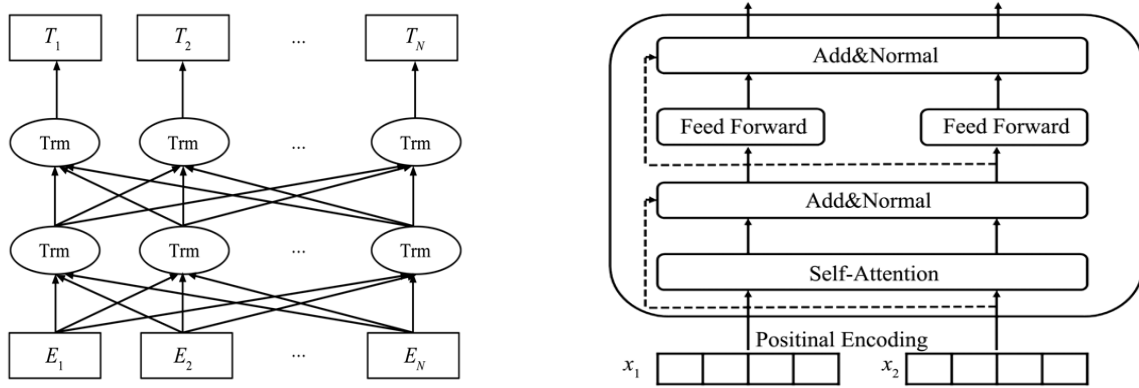 T1 T2 ... TN
Trm Trm ... Trm
Trm Trm ... Trm
E1 E2 ... EN
Add&Normal
Feed Forward Feed Forward
Add&Normal
Self-Attention
Positinal Encoding
x1 x2